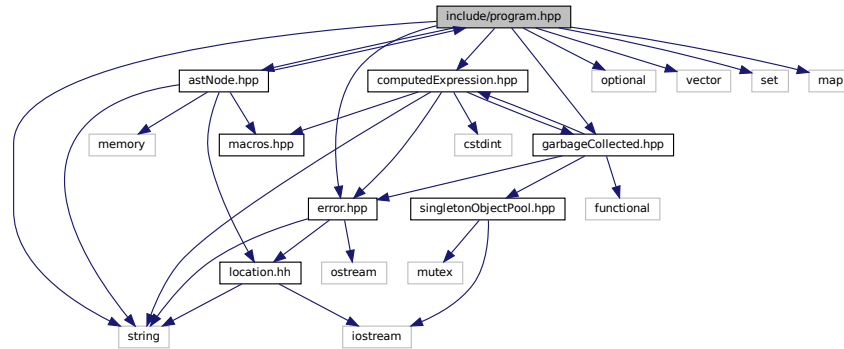 include/program.hpp
astNode.hpp
computedExpression.hpp
optional
vector
set
map
memory
macros.hpp
cstdint
garbageCollected.hpp
error.hpp
singletonObjectPool.hpp
functional
location.hh
ostream
mutex
string
iostream